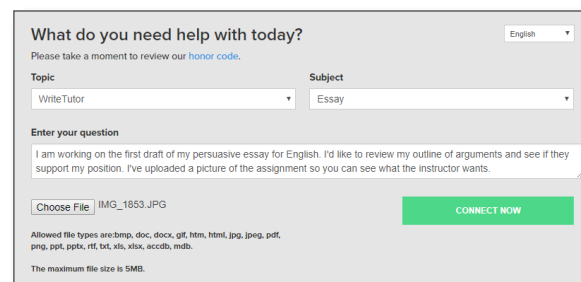 What do you need help with today?
English
Please take a moment to review our honor code.
Topic
Subject
WriteTutor
Essay
Enter your question
I am working on the first draft of my persuasive essay for English. I'd like to review my outline of arguments and see if they
support my position. I've uploaded a picture of the assignment so you can see what the instructor wants.
Choose File IMG_1853.JPG
CONNECT NOW
Allowed file types are:bmp, doc, docx, gif, htm, html, jpg, jpeg, pdf,
png, ppt, pptx, rtf, txt, xls, xlsx, accdb, mdb.
The maximum file size is 5MB.